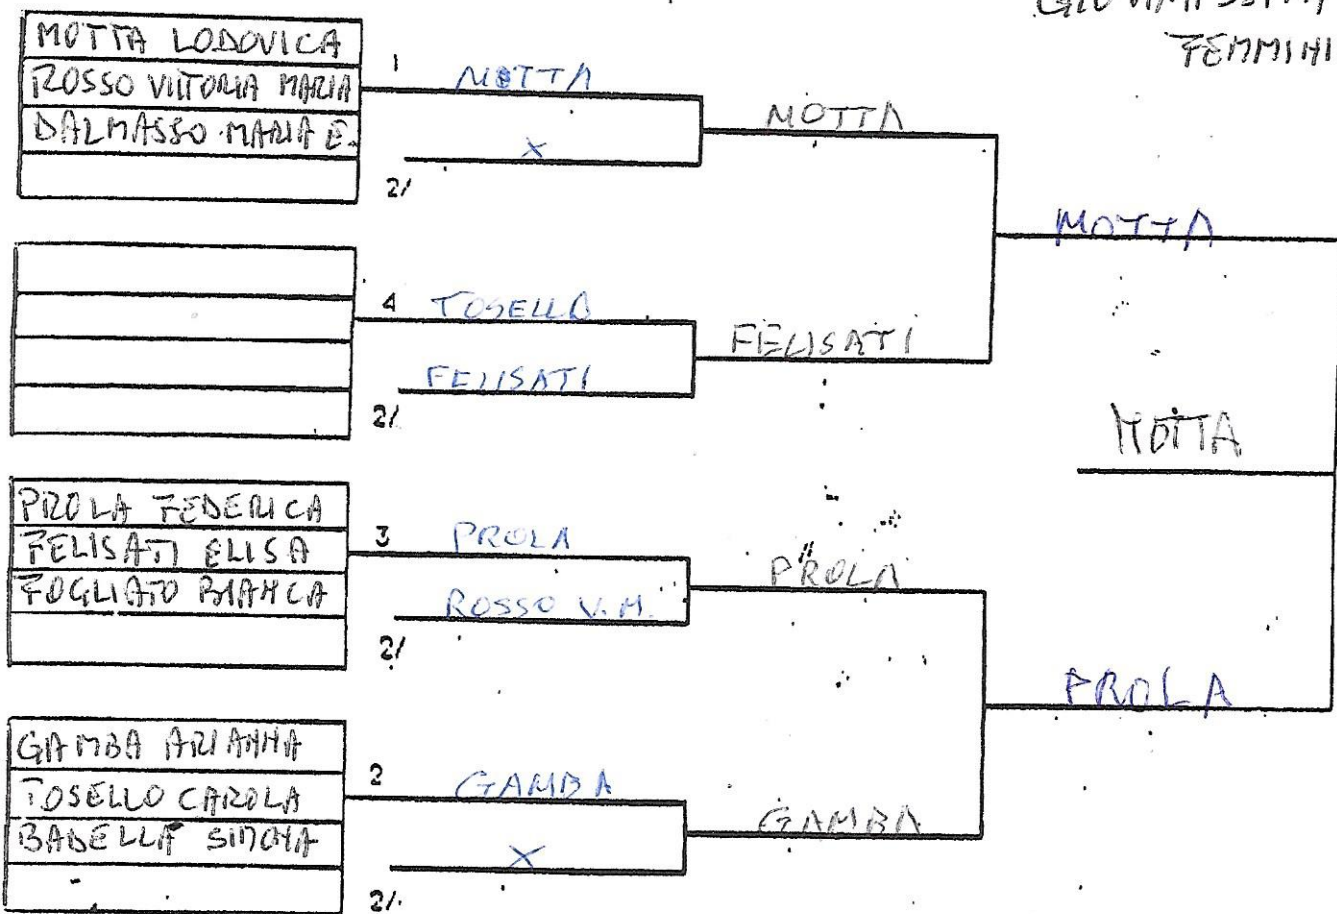 FEMMINI
MOTTA LODOVICA
ROSSO VITTORIA MARIA
DALMASSO MARIA E.
1 MOTTA
X
2/
MOTTA
MOTTA
4 TOSELLO
FELISATI
2/
FELISATI
MOTTA
PROLA FEDERICA
FELISATI ELISA
FOGLIATO BIANCA
3 PROLA
ROSSO V.M.
2/
PROLA
PROLA
GAMBA ARIANNA
TOSELLO CAROLA
BADELLA SIMONA
2 GAMBA
X
2/.
GAMBA